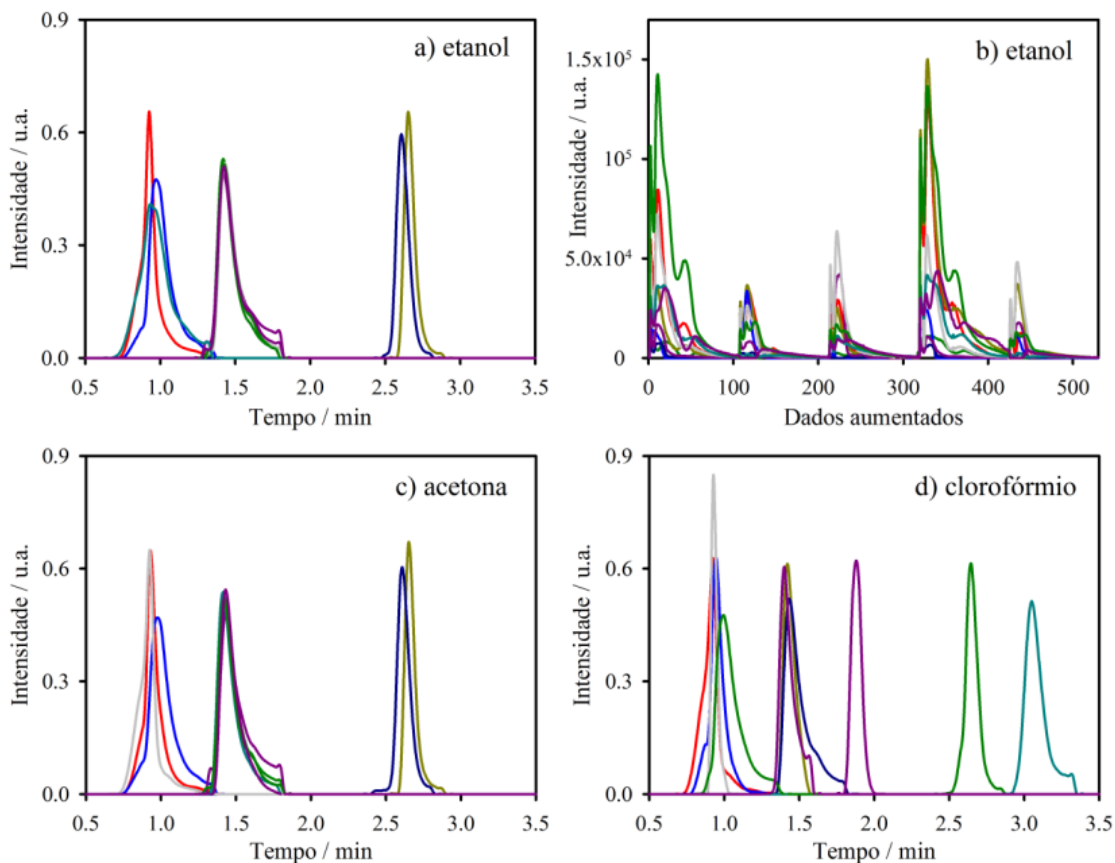 a) etanol
0.9
0.6
0.3
0.0
Intensidade / u.a.
0.5 1.0 1.5 2.0 2.5 3.0 3.5
Tempo / min
b) etanol
1.5x10⁵
10⁵
5.0x10⁴
0
Intensidade / u.a.
0 100 200 300 400 500
Dados aumentados
c) acetona
0.9
0.6
0.3
0.0
Intensidade / u.a.
0.5 1.0 1.5 2.0 2.5 3.0 3.5
Tempo / min
d) clorofórmio
0.9
0.6
0.3
0.0
Intensidade / u.a.
0.5 1.0 1.5 2.0 2.5 3.0 3.5
Tempo / min